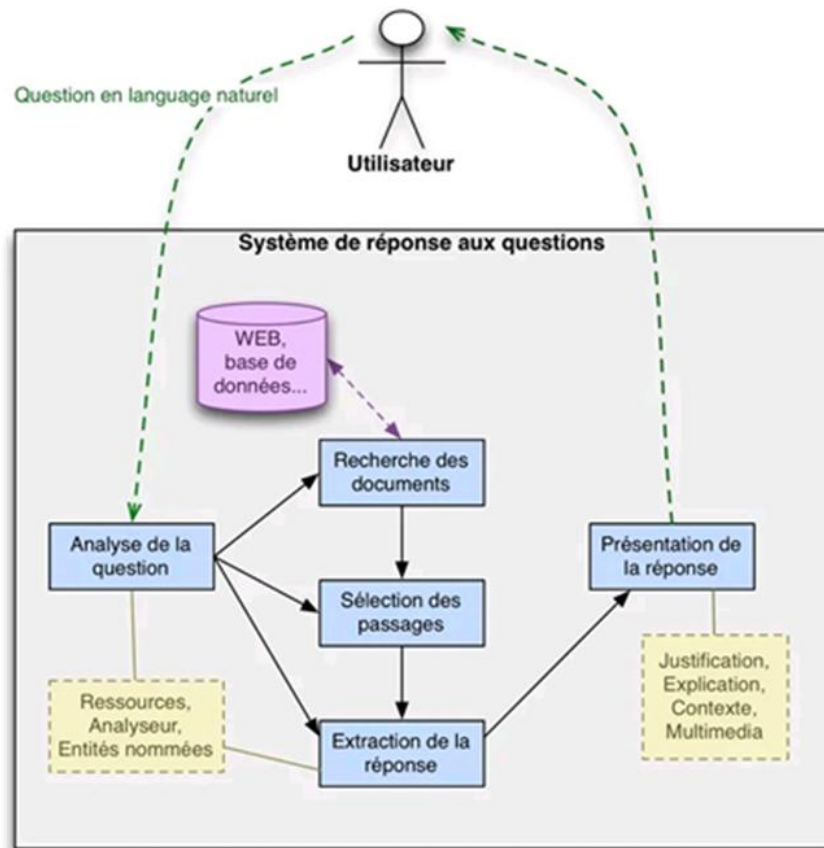 Question en language naturel
Utilisateur
Système de réponse aux questions
WEB,
base de
données...
Recherche des
documents
Analyse de la
question
Présentation de
la réponse
Sélection des
passages
Justification,
Explication,
Contexte,
Multimedia
Ressources,
Analyseur,
Entités nommées
Extraction de la
réponse